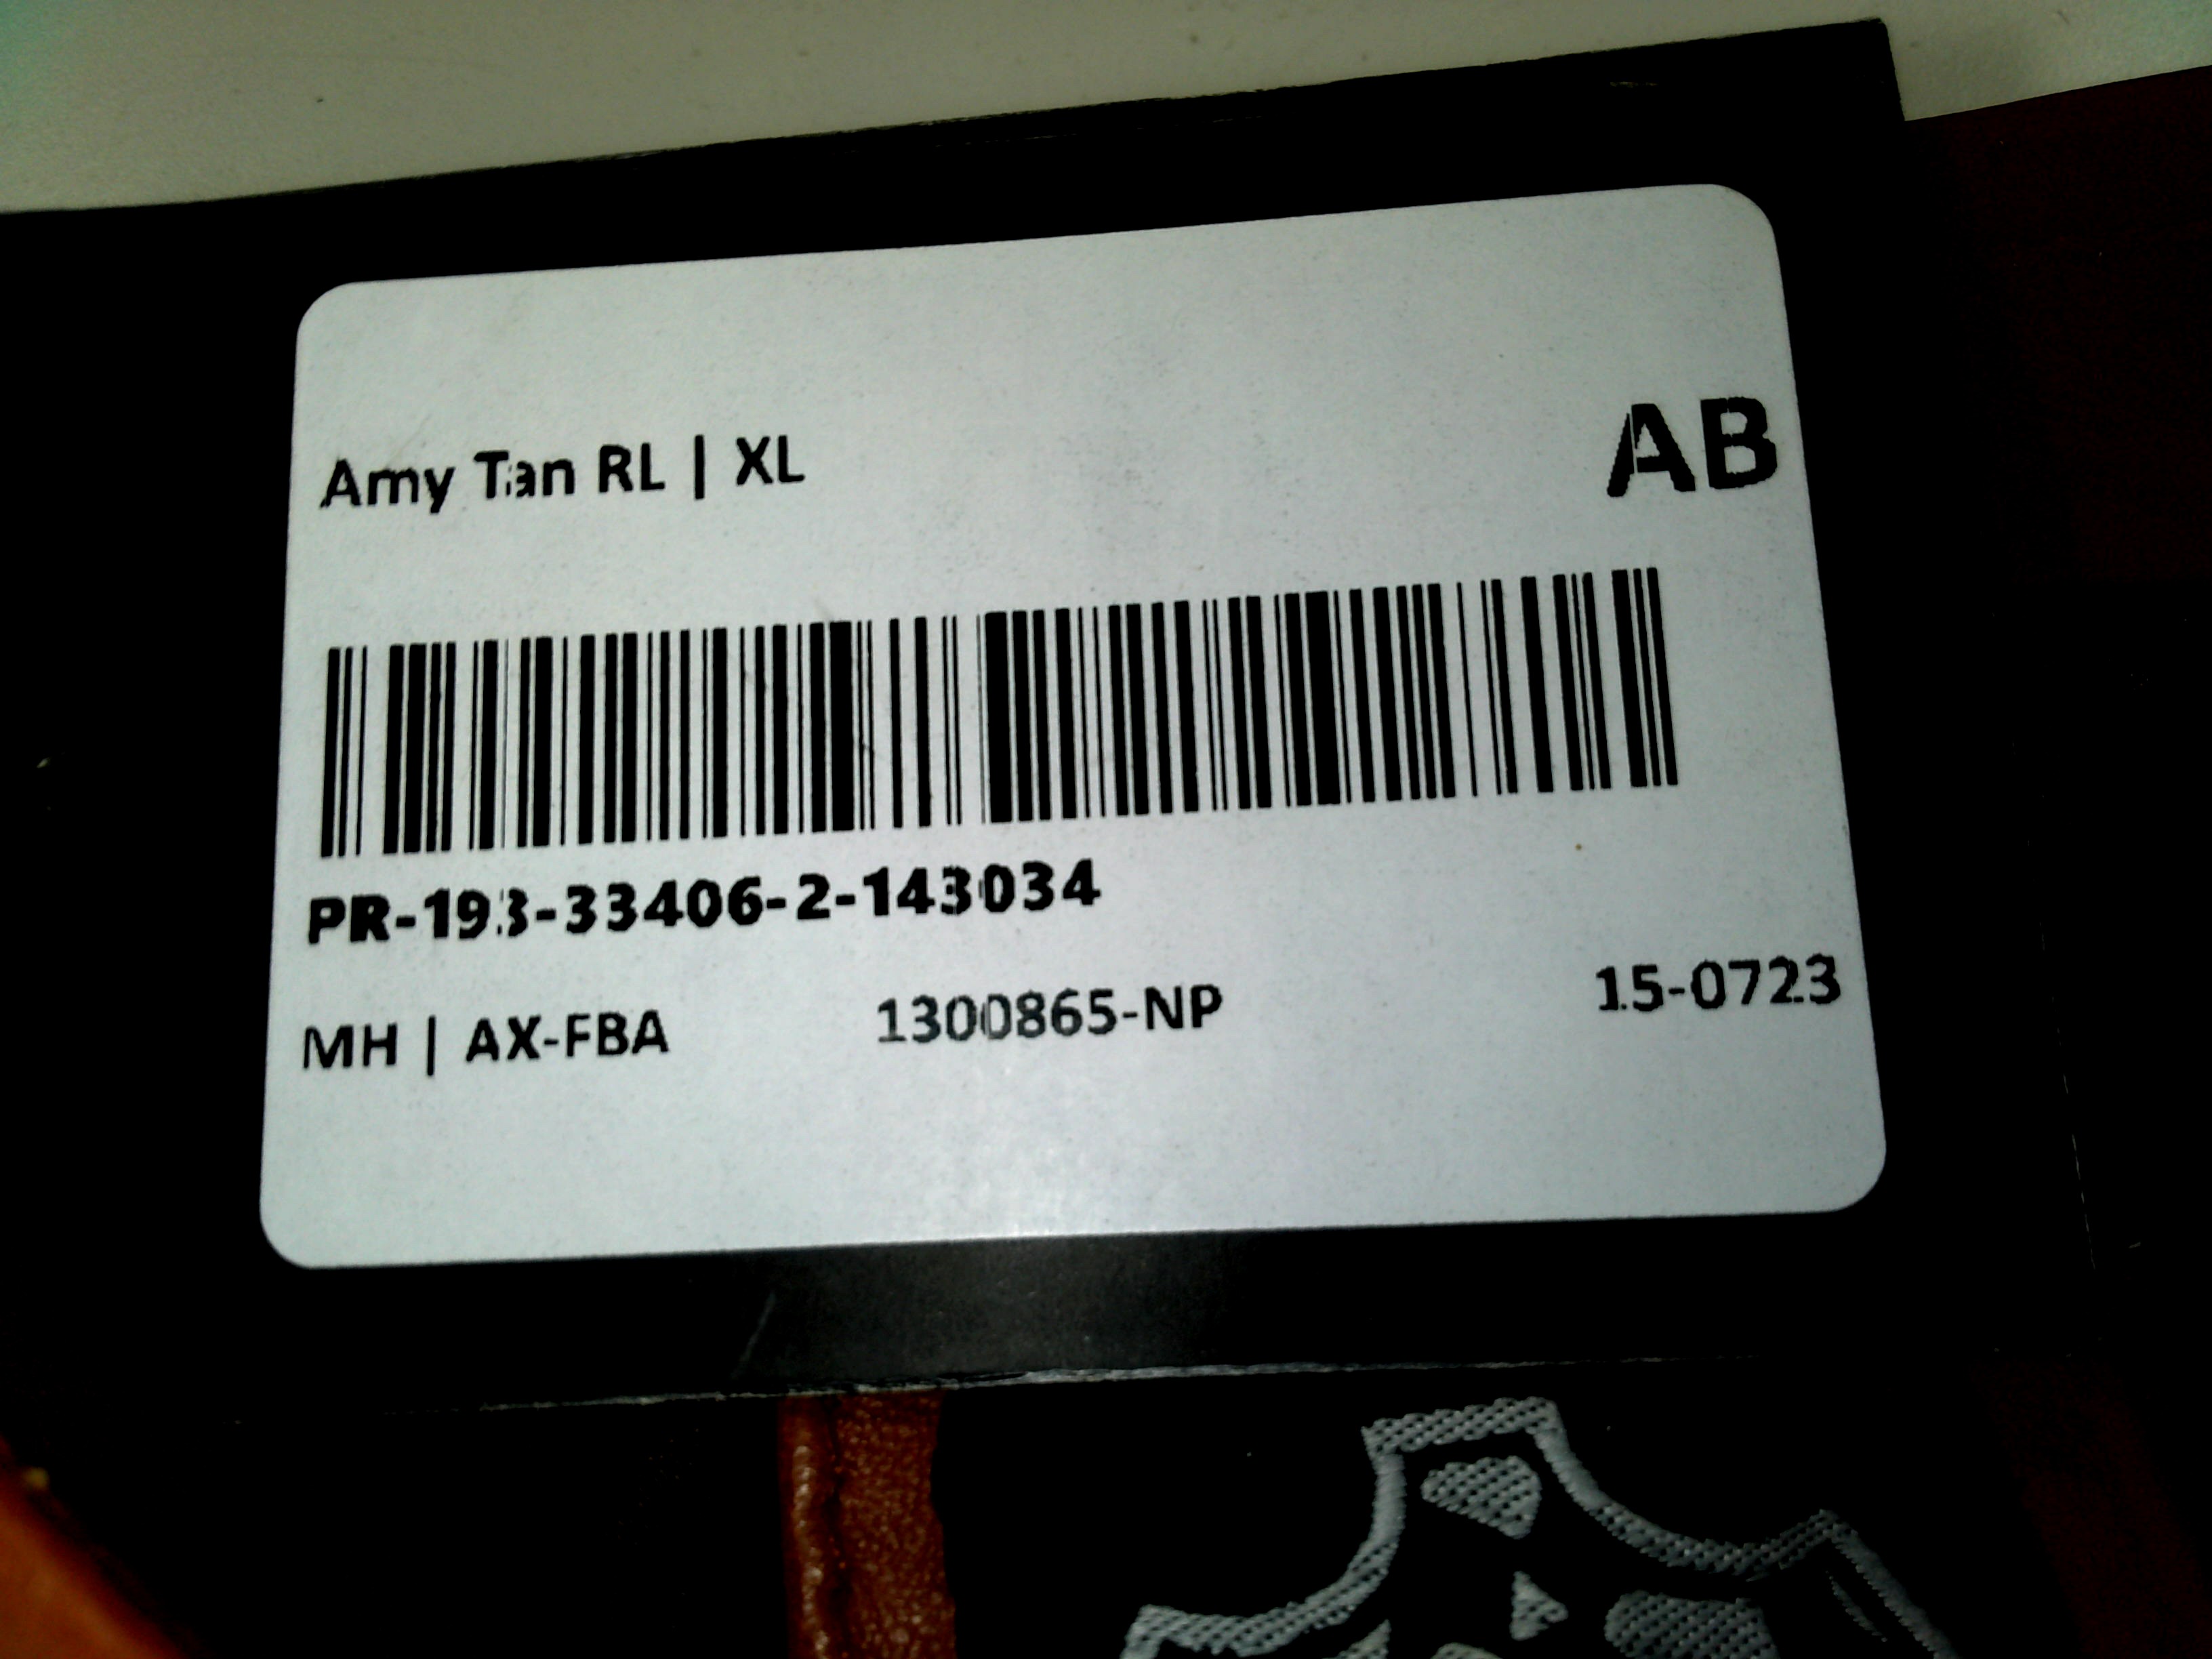 Amy Tan RL | XL
AB
PR-193-33406-2-143034
MH | AX-FBA
1300865-NP
15-0723